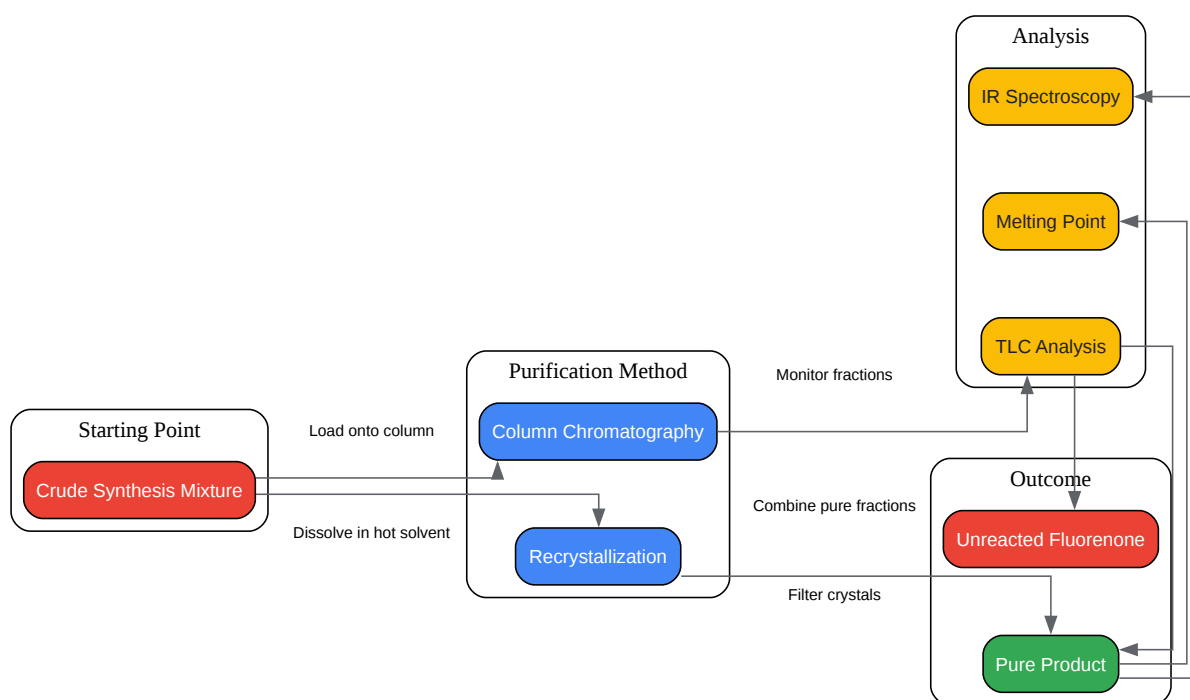 Starting Point
Crude Synthesis Mixture
Load onto column
Dissolve in hot solvent
Purification Method
Column Chromatography
Recrystallization
Monitor fractions
Combine pure fractions
Filter crystals
Analysis
IR Spectroscopy
Melting Point
TLC Analysis
Outcome
Unreacted Fluorenone
Pure Product